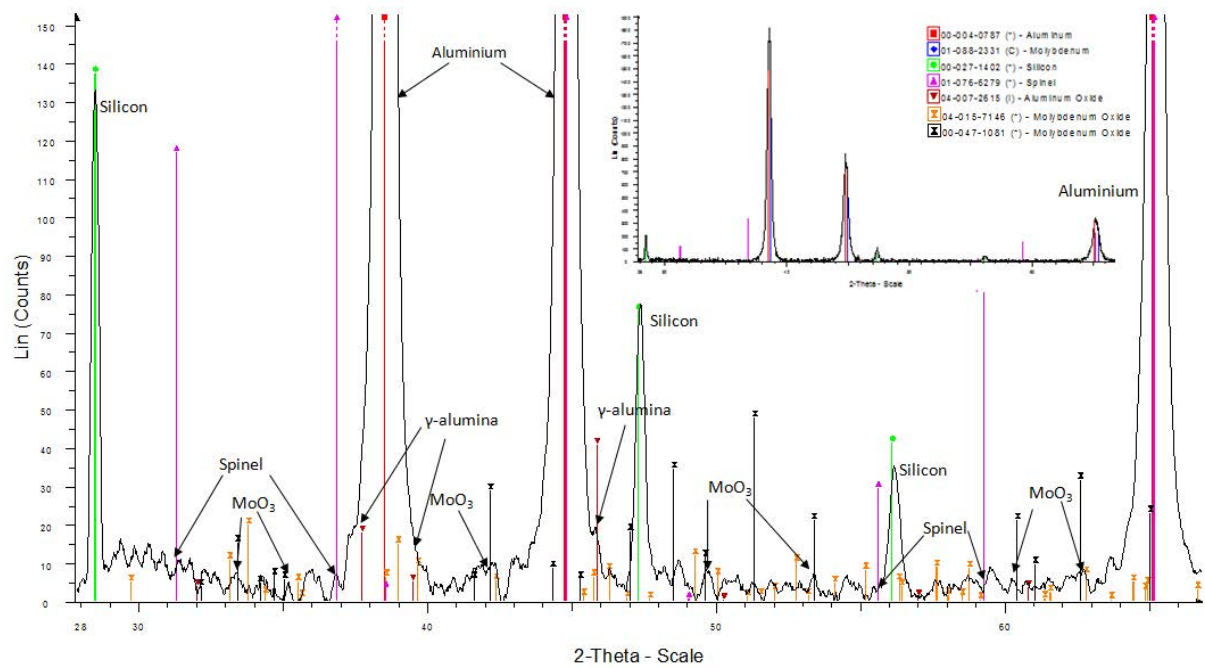 Lin (Counts)
150
140
130
120
110
100
90
80
70
60
50
40
30
20
10
0
28
40
50
60
2-Theta - Scale
Silicon
Aluminium
Silicon
Silicon
γ-alumina
γ-alumina
Spinel
MoO₃
MoO₃
MoO₃
Spinel
MoO₃
Aluminium
Lin (Counts)
2-Theta - Scale
00-004-0787 (*) - Aluminum
01-088-2331 (C) - Molybdenum
00-027-1402 (*) - Silicon
01-076-6279 (*) - Spinel
04-007-2615 (I) - Aluminum Oxide
04-015-7146 (*) - Molybdenum Oxide
00-047-1081 (*) - Molybdenum Oxide